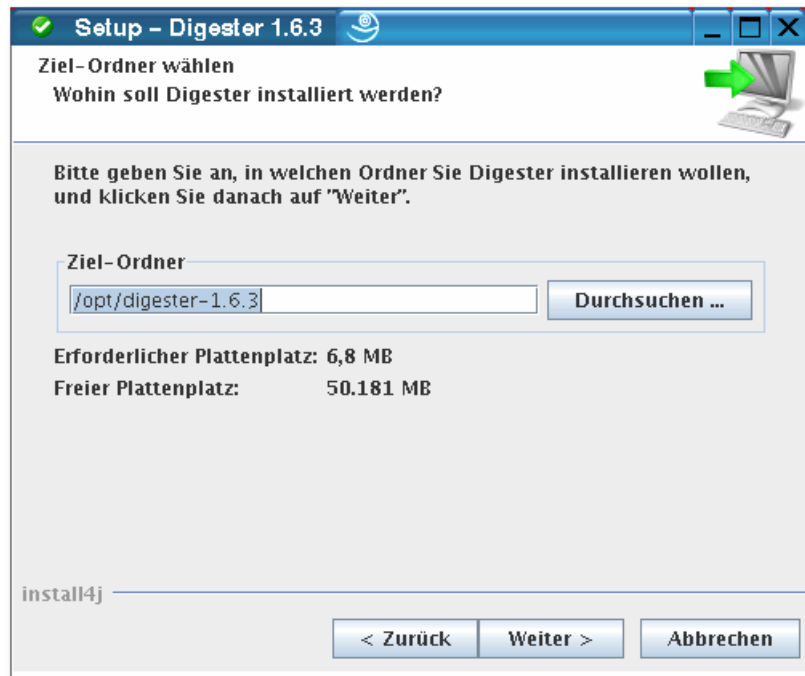 Setup – Digester 1.6.3
Ziel-Ordner wählen
Wohin soll Digester installiert werden?
Bitte geben Sie an, in welchen Ordner Sie Digester installieren wollen,
und klicken Sie danach auf "Weiter".
Ziel-Ordner
/opt/digester-1.6.3
Durchsuchen ...
Erforderlicher Plattenplatz: 6,8 MB
Freier Plattenplatz: 50.181 MB
install4j
< Zurück
Weiter >
Abbrechen